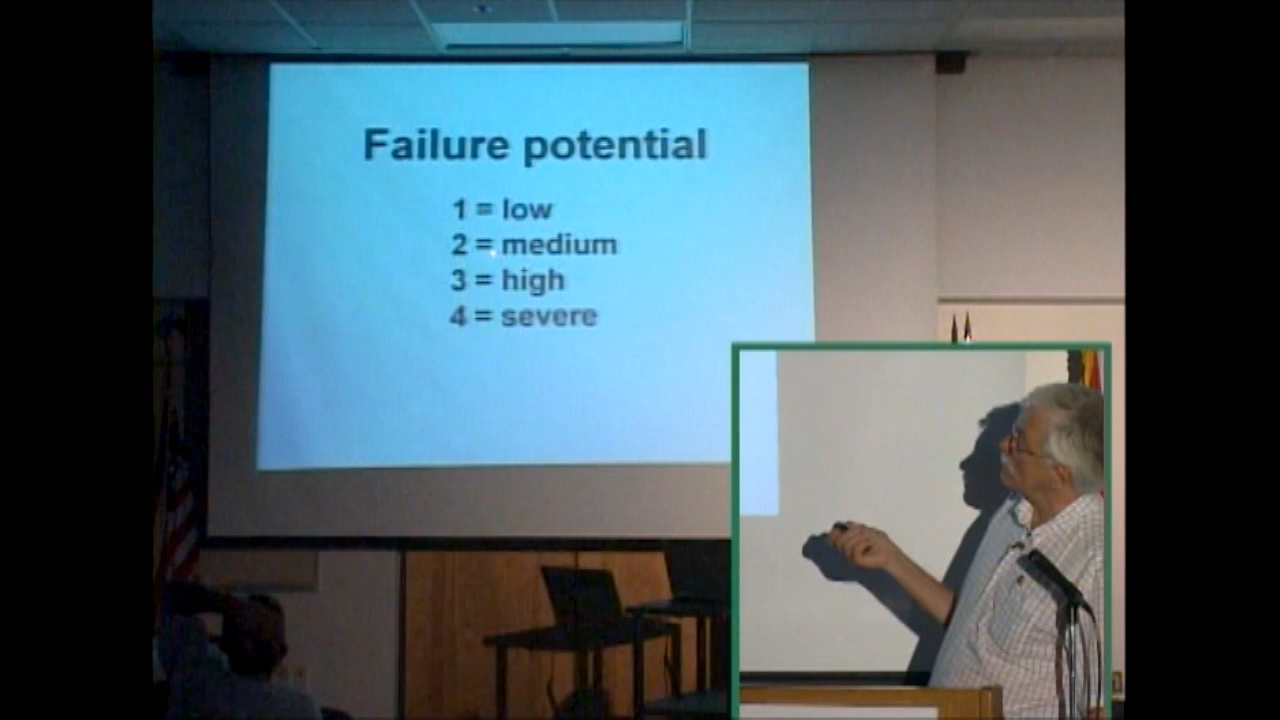 Failure potential
1 = low
2 = medium
3 = high
4 = severe